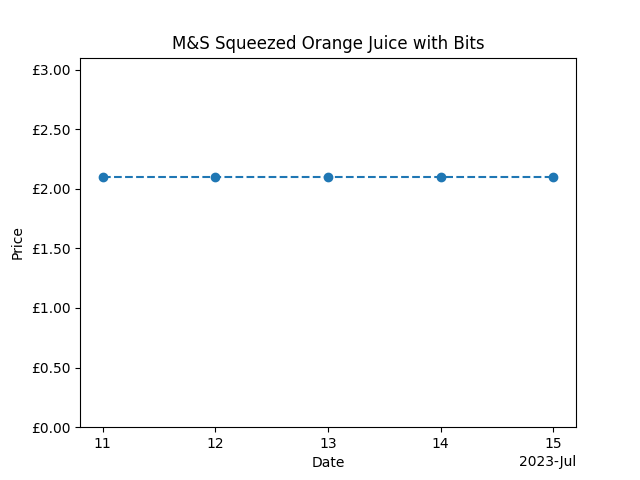 M&S Squeezed Orange Juice with Bits
£3.00
£2.50
£2.00
£1.50
£1.00
£0.50
£0.00
Price
11 12 13 14 15
Date
2023-Jul